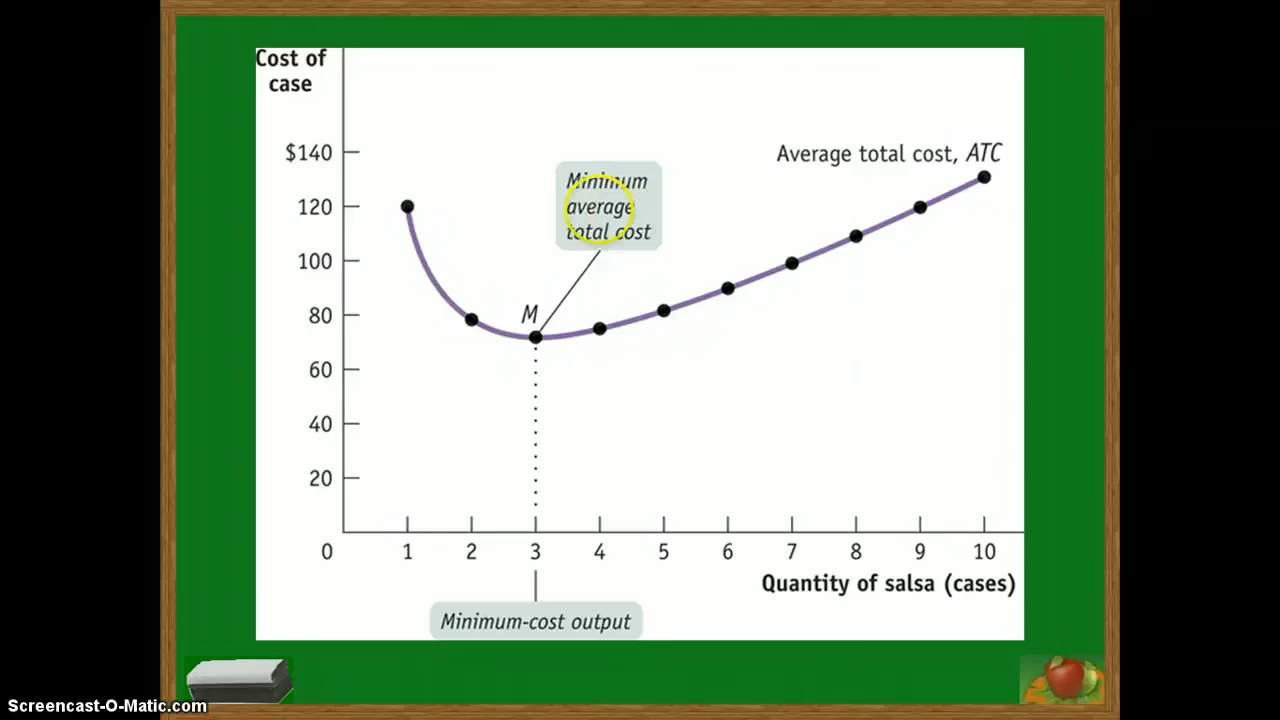 Cost of
case
$140
120
100
80
60
40
20
0
1 2 3 4 5 6 7 8 9 10
Average total cost, ATC
Minimum
average
total cost
M
Quantity of salsa (cases)
Minimum-cost output
Screencast-O-Matic.com